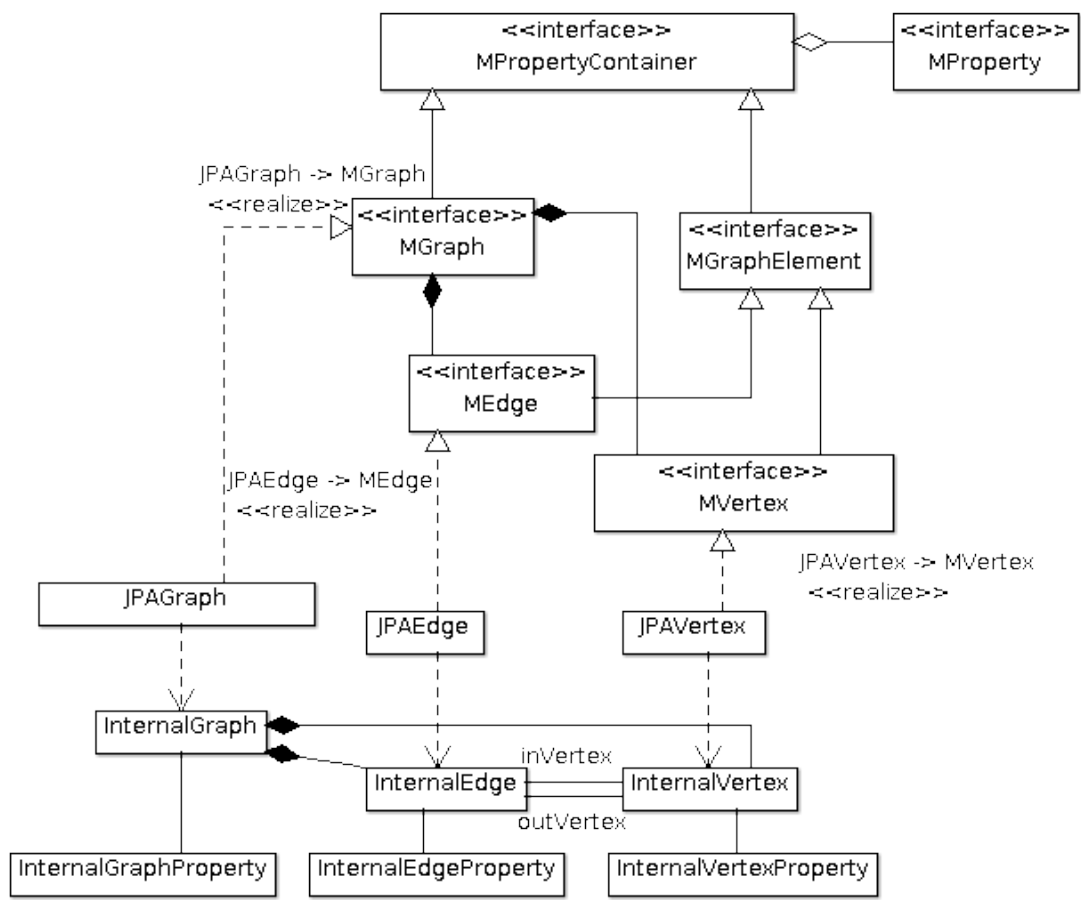 <<interface>>
MPropertyContainer
<<interface>>
MProperty
JPAGraph -> MGraph
<<realize>>
<<interface>>
MGraph
<<interface>>
MGraphElement
<<interface>>
MEdge
JPAEdge -> MEdge
<<realize>>
<<interface>>
MVertex
JPAVertex -> MVertex
<<realize>>
JPAGraph
JPAEdge
JPAVertex
InternalGraph
inVertex
InternalEdge
InternalVertex
outVertex
InternalGraphProperty
InternalEdgeProperty
InternalVertexProperty